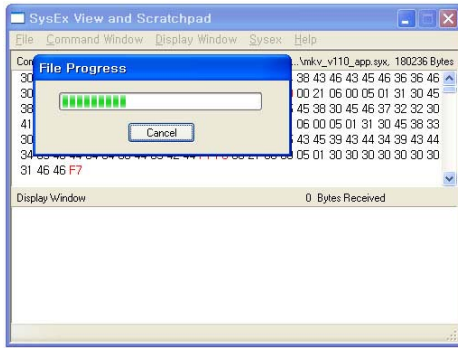 SysEx View and Scratchpad
File Command Window Display Window Sysex Help
...\mkv_v110_app.syx, 180236 Bytes
File Progress
38 43 46 43 45 46 36 36 46
00 21 06 00 05 01 31 30 45
45 38 30 45 46 37 32 32 30
Cancel
06 00 05 01 31 30 45 38 33
43 45 39 43 44 34 39 43 44
05 01 30 30 30 30 30 30 30
31 46 46 F7
Display Window 0 Bytes Received